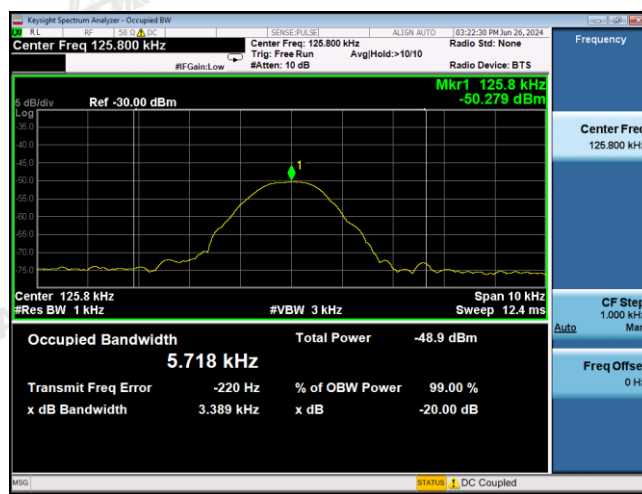 Keysight Spectrum Analyzer - Occupied BW
RL RF 50 Ω DC SENSE:PULSE ALIGN AUTO 03:22:30 PM Jun 26, 2024
Center Freq 125.800 kHz Center Freq: 125.800 kHz Radio Std: None
Trig: Free Run Avg|Hold:>10/10
#IFGain:Low #Atten: 10 dB Radio Device: BTS
Frequency
Mkr1 125.8 kHz
5 dB/div Ref -30.00 dBm -50.279 dBm
Log
-35.0
-40.0
-45.0
-50.0
-55.0
-60.0
-65.0
-70.0
-75.0
1
Center 125.8 kHz Span 10 kHz
#Res BW 1 kHz #VBW 3 kHz Sweep 12.4 ms
Occupied Bandwidth Total Power -48.9 dBm
5.718 kHz
Transmit Freq Error -220 Hz % of OBW Power 99.00 %
x dB Bandwidth 3.389 kHz x dB -20.00 dB
Center Freq
125.800 kHz
CF Step
1.000 kHz
Auto Man
Freq Offset
0 Hz
MSG STATUS DC Coupled